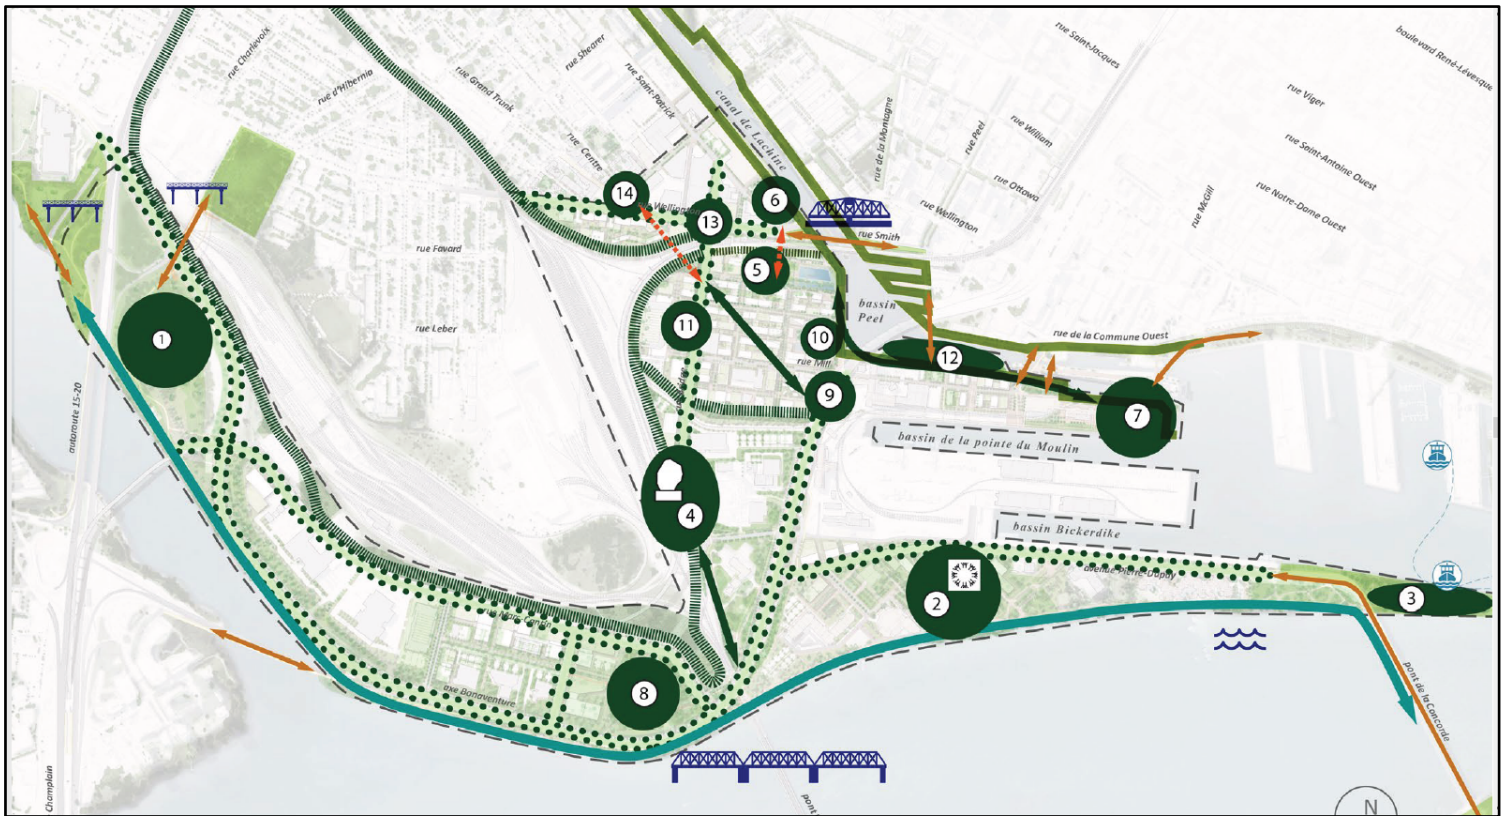 rue Charlevoix
rue d'Hibernia
rue Grand Trunk
rue Shearer
rue Saint-Patrick
rue Centre
canal de Lachine
rue de la Montagne
rue Peel
rue William
rue Ottawa
rue Wellington
rue Saint-Jacques
boulevard René-Lévesque
rue Viger
rue Saint-Antoine Ouest
rue Notre-Dame Ouest
rue McGill
14
rue Wellington
13
6
rue Smith
rue Favard
5
bassin
Peel
rue Leber
11
10
rue de la Commune Ouest
12
rue Mill
1
9
7
autoroute 15-20
bassin de la pointe du Moulin
4
bassin Bickerdike
avenue Pierre-Dupuy
2
3
8
axe Bonaventure
pont de la Concorde
Champlain
pont
N